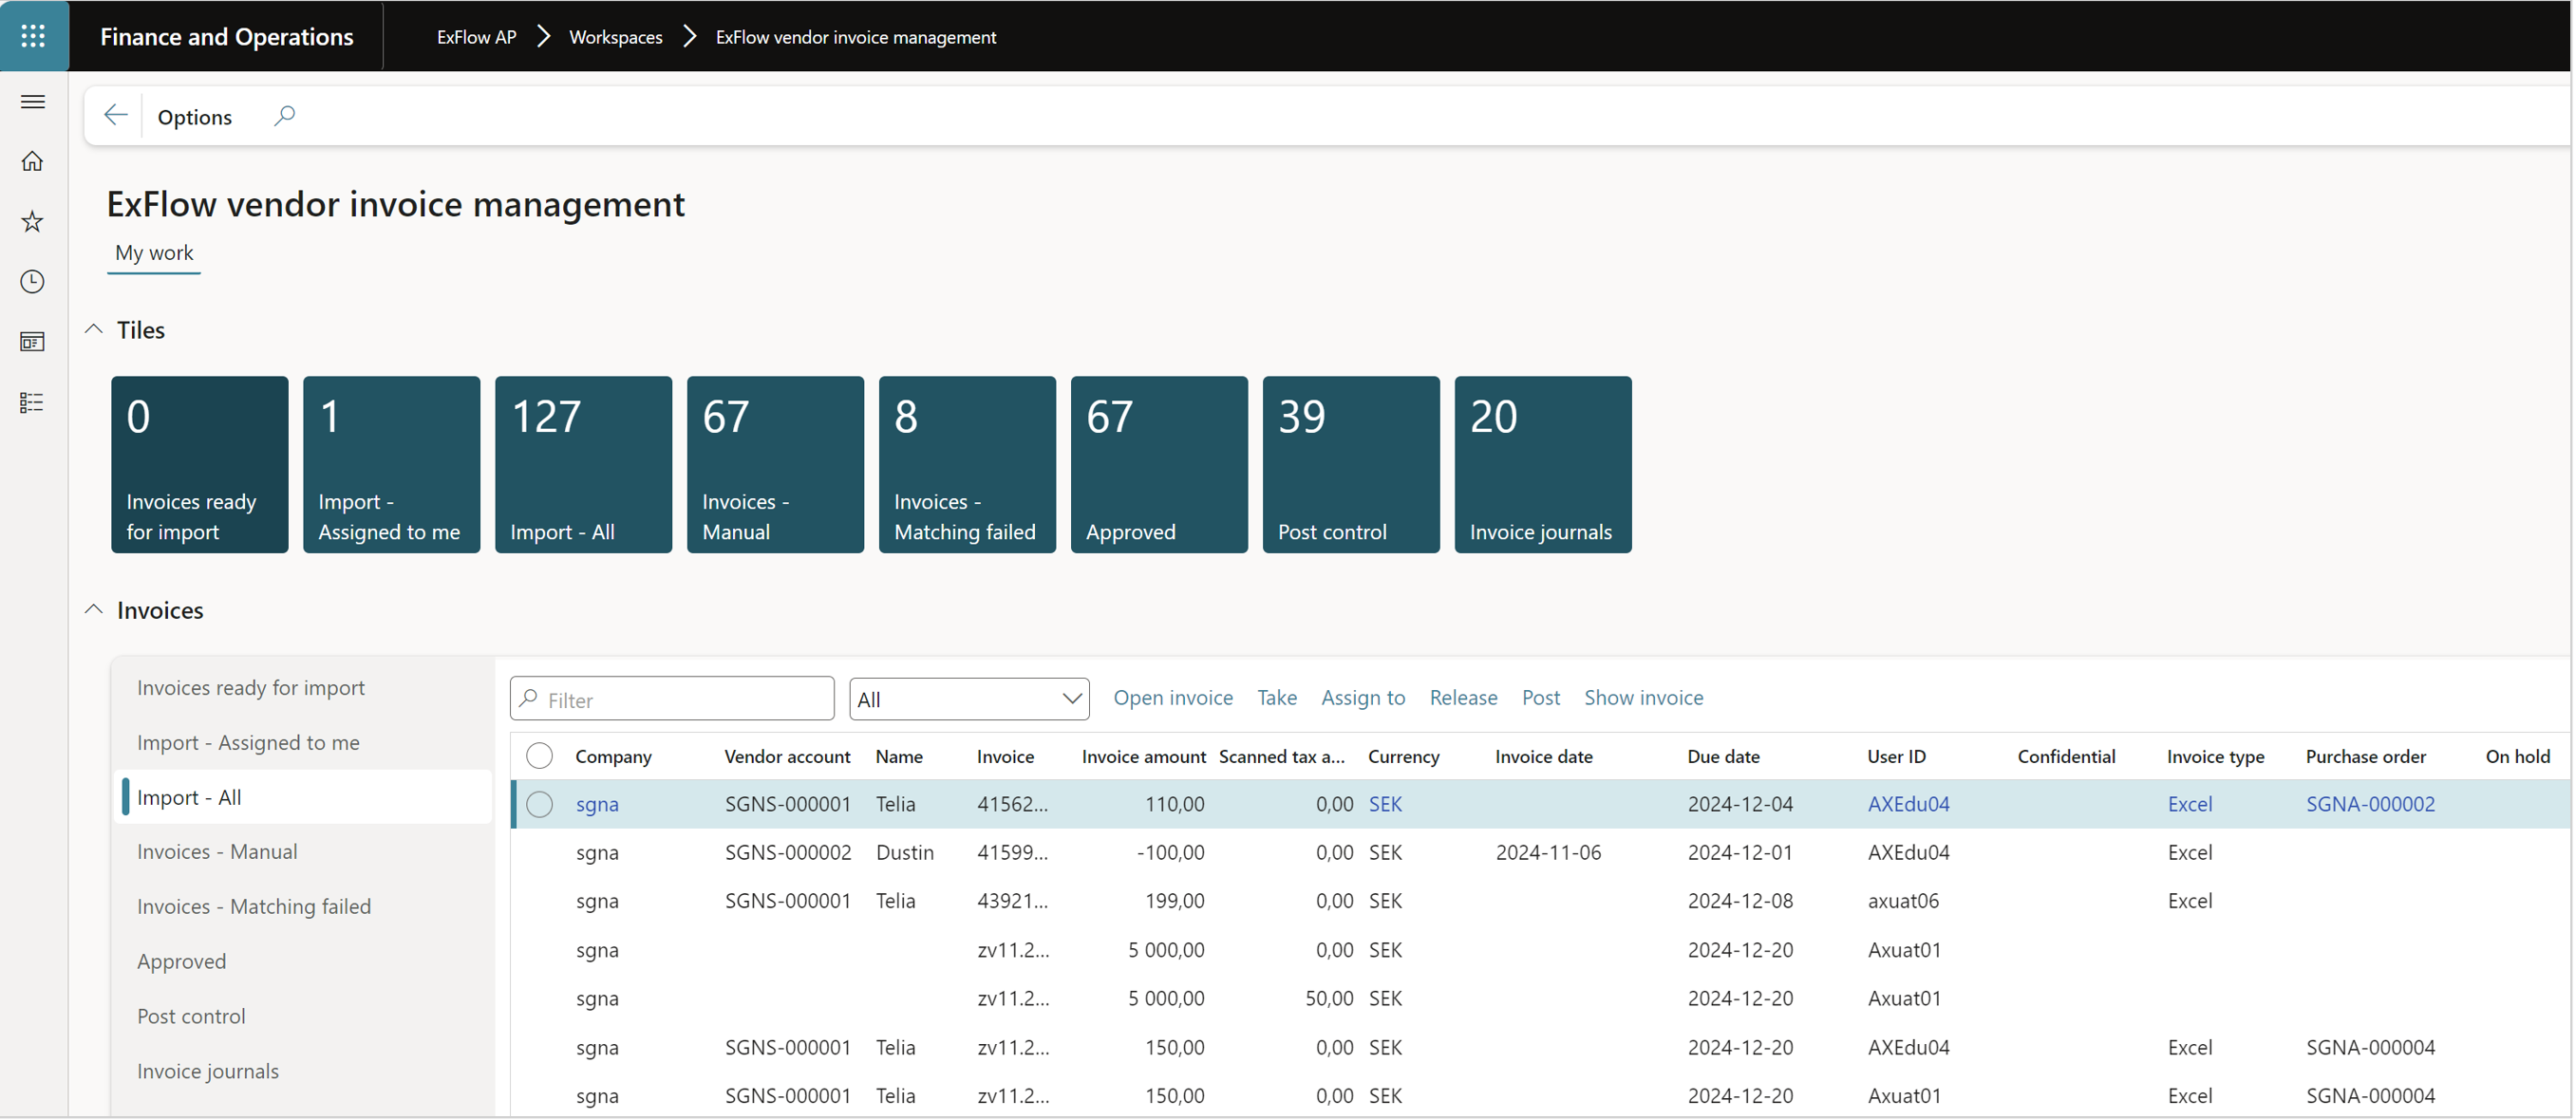 Finance and Operations ExFlow AP Workspaces ExFlow vendor invoice management
Options
ExFlow vendor invoice management
My work
Tiles
0 1 127 67 8 67 39 20
Invoices ready for import
Import - Assigned to me
Import - All
Invoices - Manual
Invoices - Matching failed
Approved
Post control
Invoice journals
Invoices
Invoices ready for import
Import - Assigned to me
Import - All
Invoices - Manual
Invoices - Matching failed
Approved
Post control
Invoice journals
Filter All Open invoice Take Assign to Release Post Show invoice
Company Vendor account Name Invoice Invoice amount Scanned tax a... Currency Invoice date Due date User ID Confidential Invoice type Purchase order On hold
sgna SGNS-000001 Telia 41562... 110,00 0,00 SEK 2024-12-04 AXEdu04 Excel SGNA-000002
sgna SGNS-000002 Dustin 41599... -100,00 0,00 SEK 2024-11-06 2024-12-01 AXEdu04 Excel
sgna SGNS-000001 Telia 43921... 199,00 0,00 SEK 2024-12-08 axuat06 Excel
sgna zv11.2... 5 000,00 0,00 SEK 2024-12-20 Axuat01
sgna zv11.2... 5 000,00 50,00 SEK 2024-12-20 Axuat01
sgna SGNS-000001 Telia zv11.2... 150,00 0,00 SEK 2024-12-20 AXEdu04 Excel SGNA-000004
sgna SGNS-000001 Telia zv11.2... 150,00 0,00 SEK 2024-12-20 Axuat01 Excel SGNA-000004